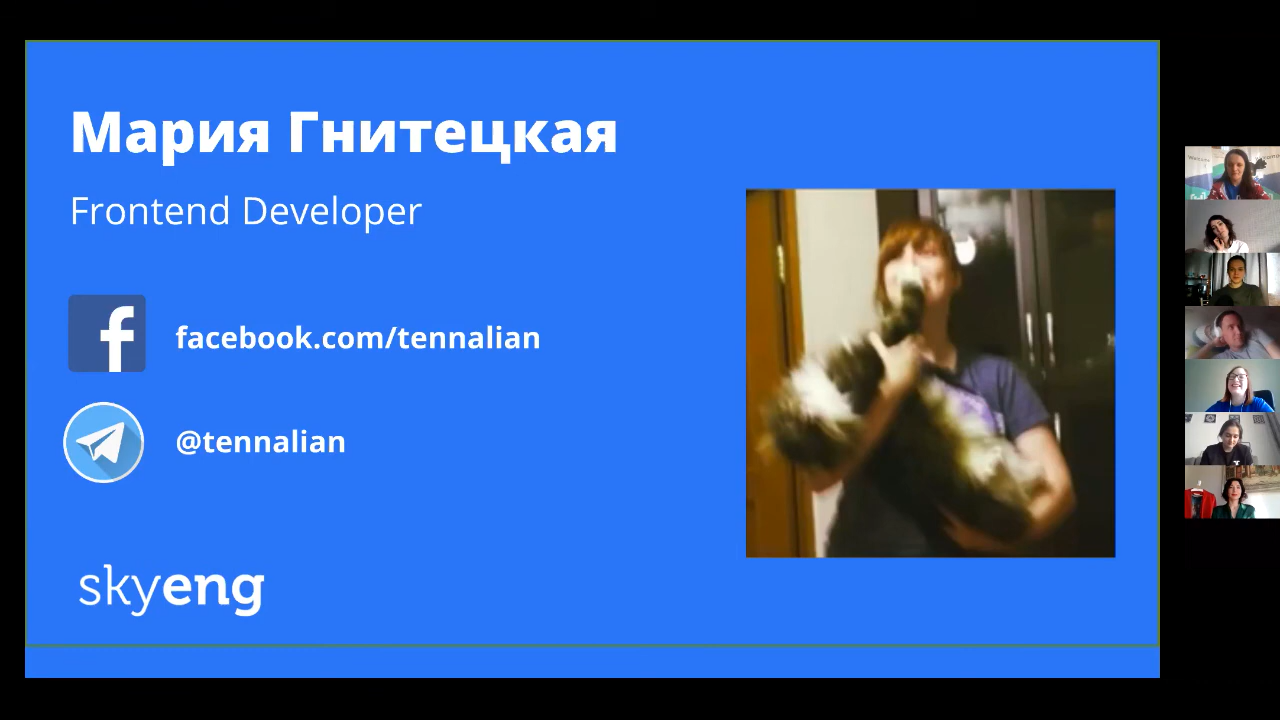 Мария Гнитецкая
Frontend Developer
facebook.com/tennalian
@tennalian
skyeng